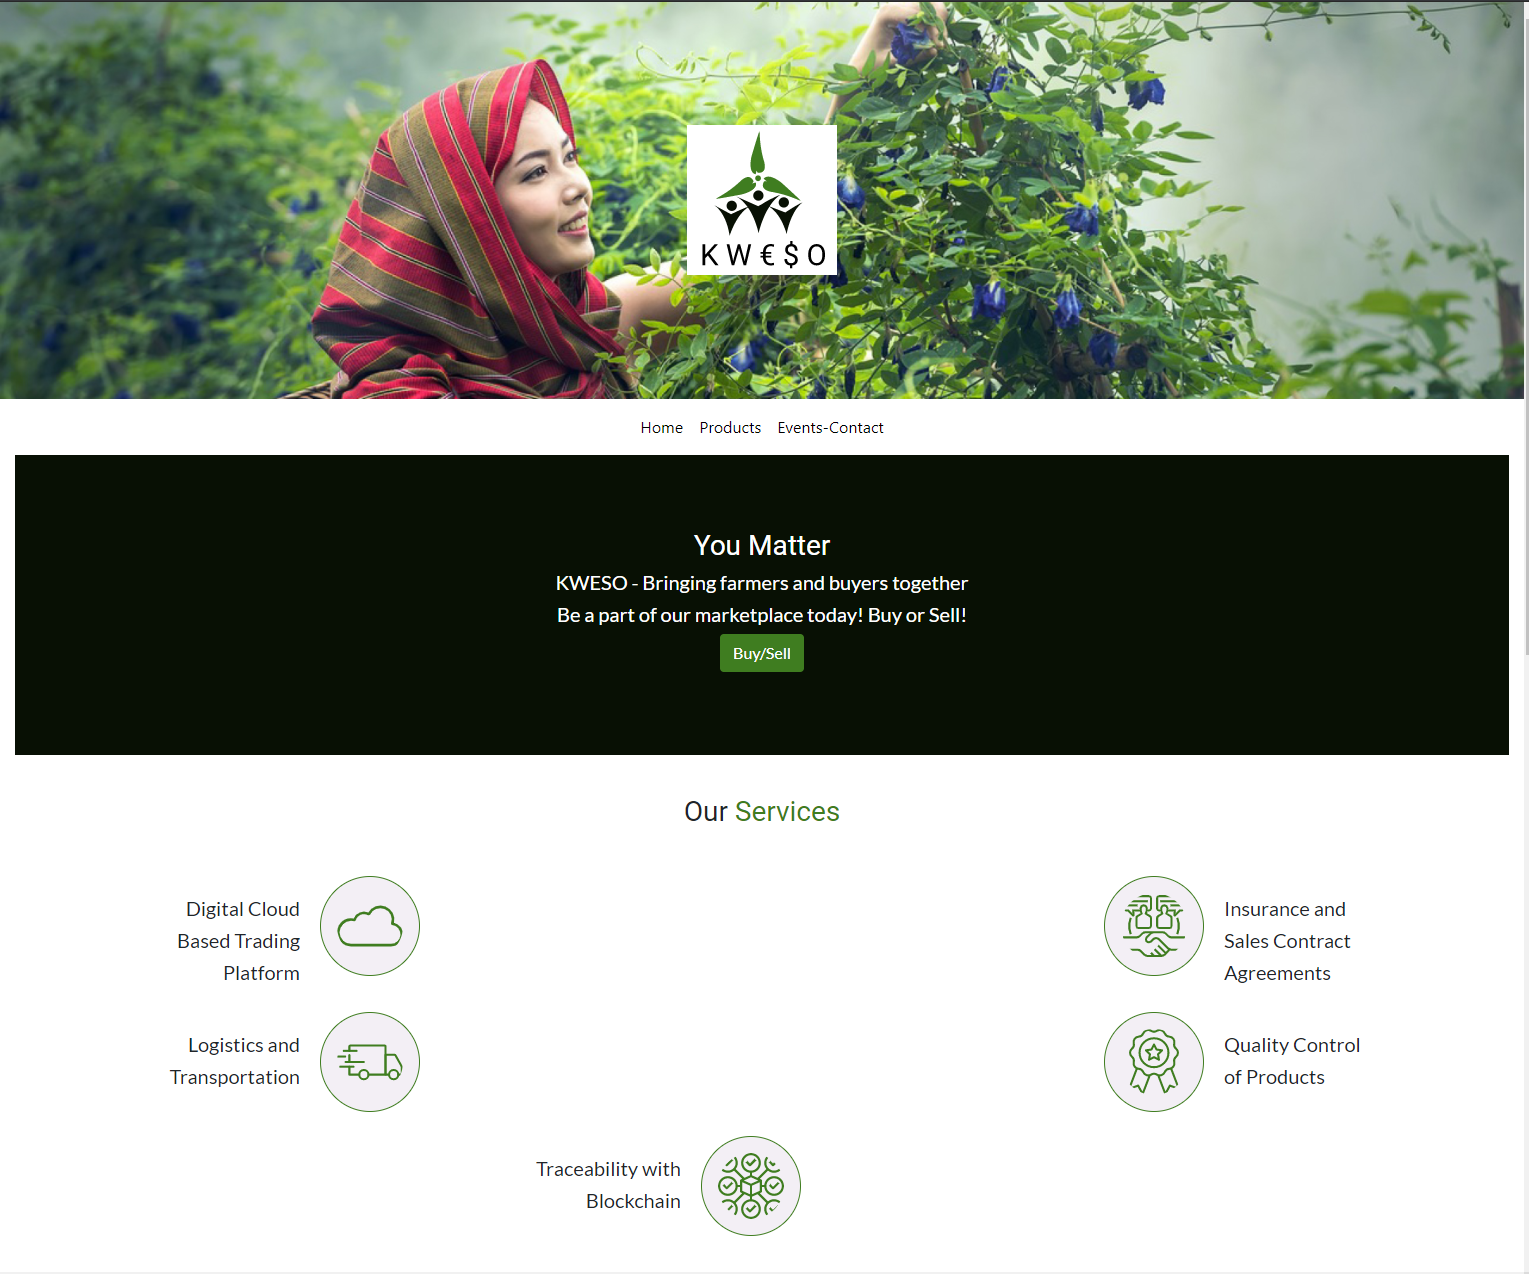 KW€$O
Home Products Events-Contact
You Matter
KWESO - Bringing farmers and buyers together
Be a part of our marketplace today! Buy or Sell!
Buy/Sell
Our Services
Digital Cloud
Based Trading
Platform
Insurance and
Sales Contract
Agreements
Logistics and
Transportation
Quality Control
of Products
Traceability with
Blockchain